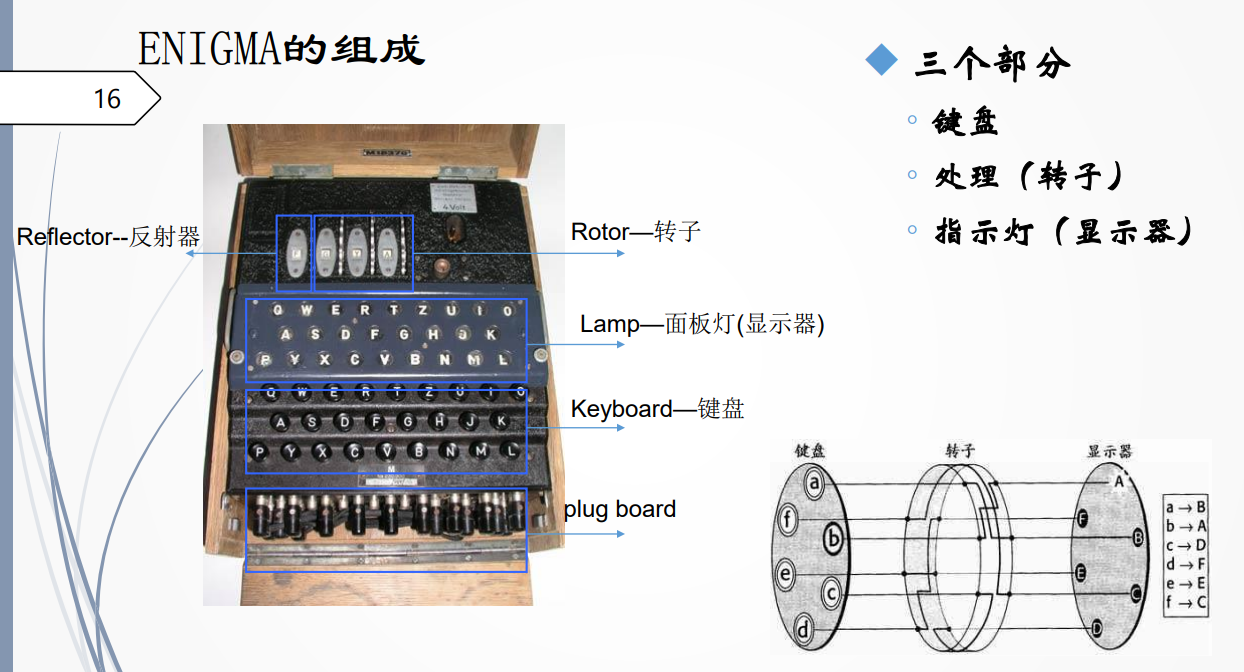 ENIGMA的组成
16
三个部分
键盘
处理（转子）
指示灯（显示器）
Reflector--反射器
Rotor—转子
Lamp—面板灯(显示器)
Keyboard—键盘
plug board
4 Volt
Q W E R T Z U I O
A S D F G H J K
P Y X C V B N M L
Q W E R T Z U I O
A S D F G H J K
P Y X C V B N M L
键盘 转子 显示器
a A
f F
b B
e E
c C
d D
a → B
b → A
c → D
d → F
e → E
f → C